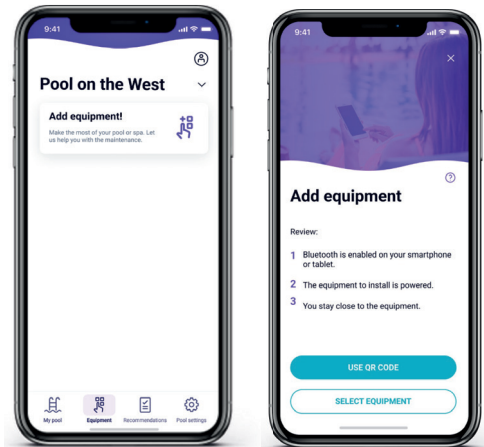 9:41
Pool on the West
Add equipment!
Make the most of your pool or spa. Let
us help you with the maintenance.
My pool
Equipment
Recommendations
Pool settings
9:41
Add equipment
Review:
1 Bluetooth is enabled on your smartphone
or tablet.
2 The equipment to install is powered.
3 You stay close to the equipment.
USE QR CODE
SELECT EQUIPMENT